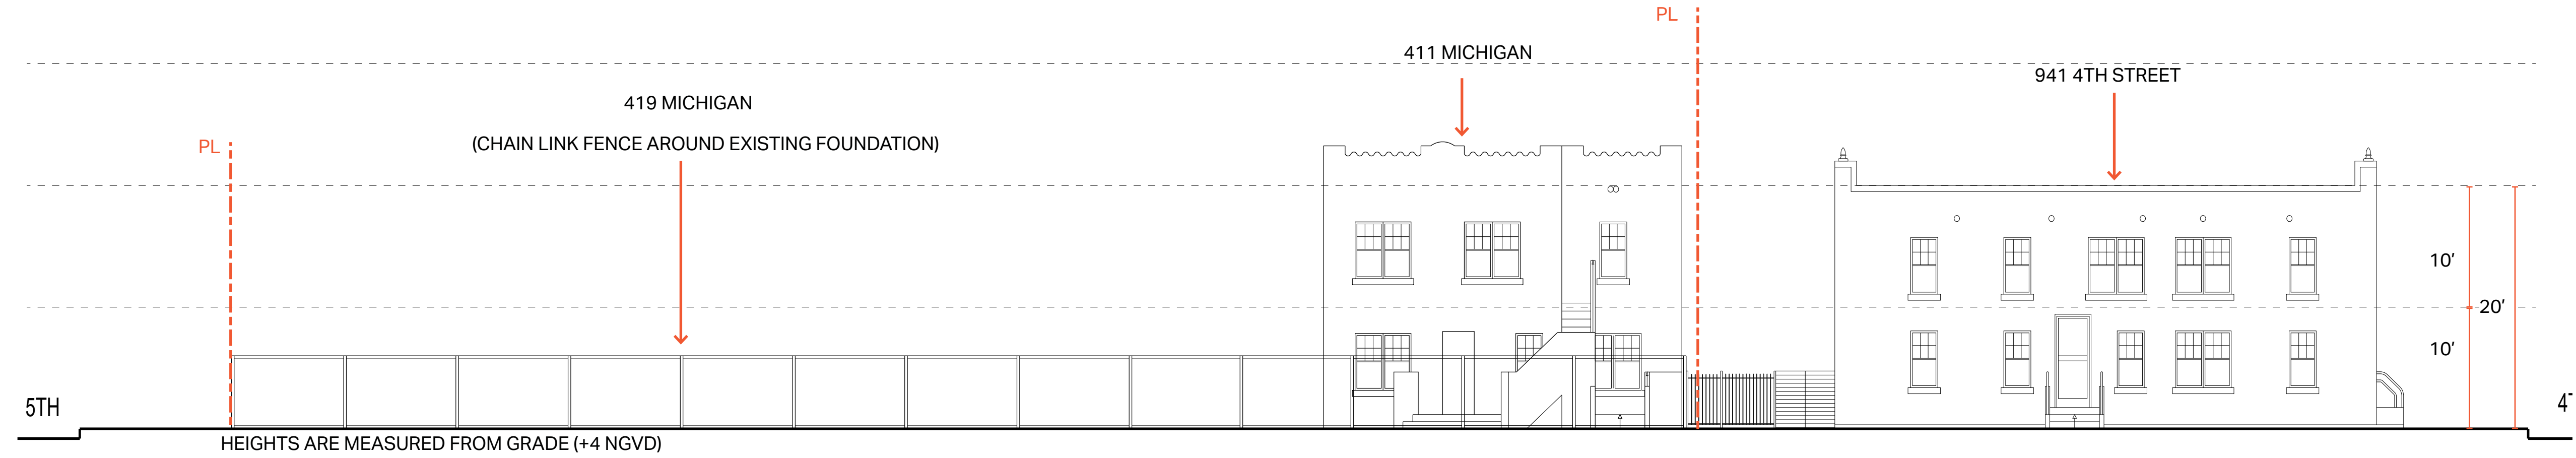 PL
411 MICHIGAN
941 4TH STREET
419 MICHIGAN
(CHAIN LINK FENCE AROUND EXISTING FOUNDATION)
PL
10'
20'
10'
5TH
HEIGHTS ARE MEASURED FROM GRADE (+4 NGVD)